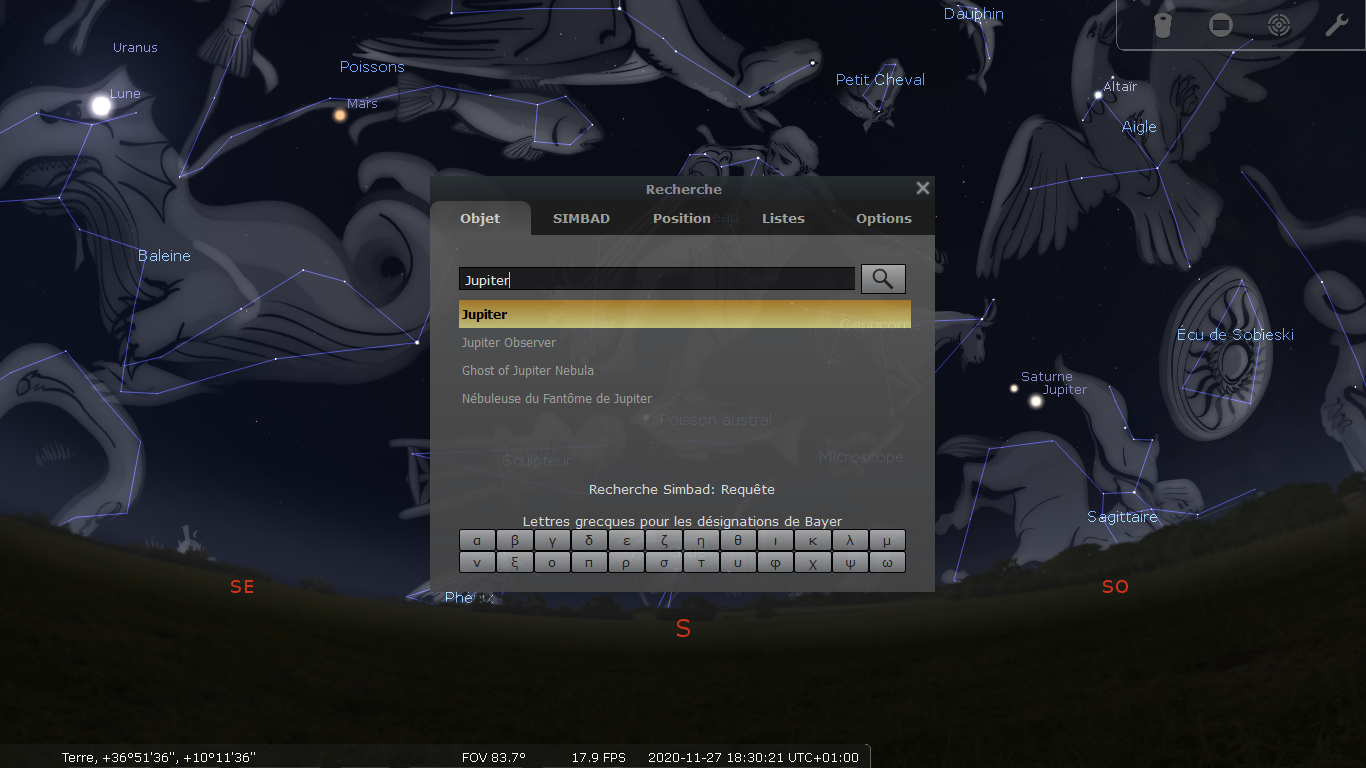 Dauphin
Uranus
Poissons
Petit Cheval
Altaïr
Lune
Mars
Aigle
Recherche
Objet
SIMBAD
Position
Listes
Options
Baleine
Jupiter
Jupiter
Capricorne
Écu de Sobieski
Jupiter Observer
Ghost of Jupiter Nebula
Saturne
Jupiter
Nébuleuse du Fantôme de Jupiter
Poisson austral
Sculpteur
Microscope
Recherche Simbad: Requête
Sagittaire
Lettres grecques pour les désignations de Bayer
α β γ δ ε ζ η θ ι κ λ μ
ν ξ ο π ρ σ τ υ φ χ ψ ω
SE
SO
Phénix
S
Terre, +36°51'36", +10°11'36"
FOV 83.7°
17.9 FPS
2020-11-27 18:30:21 UTC+01:00